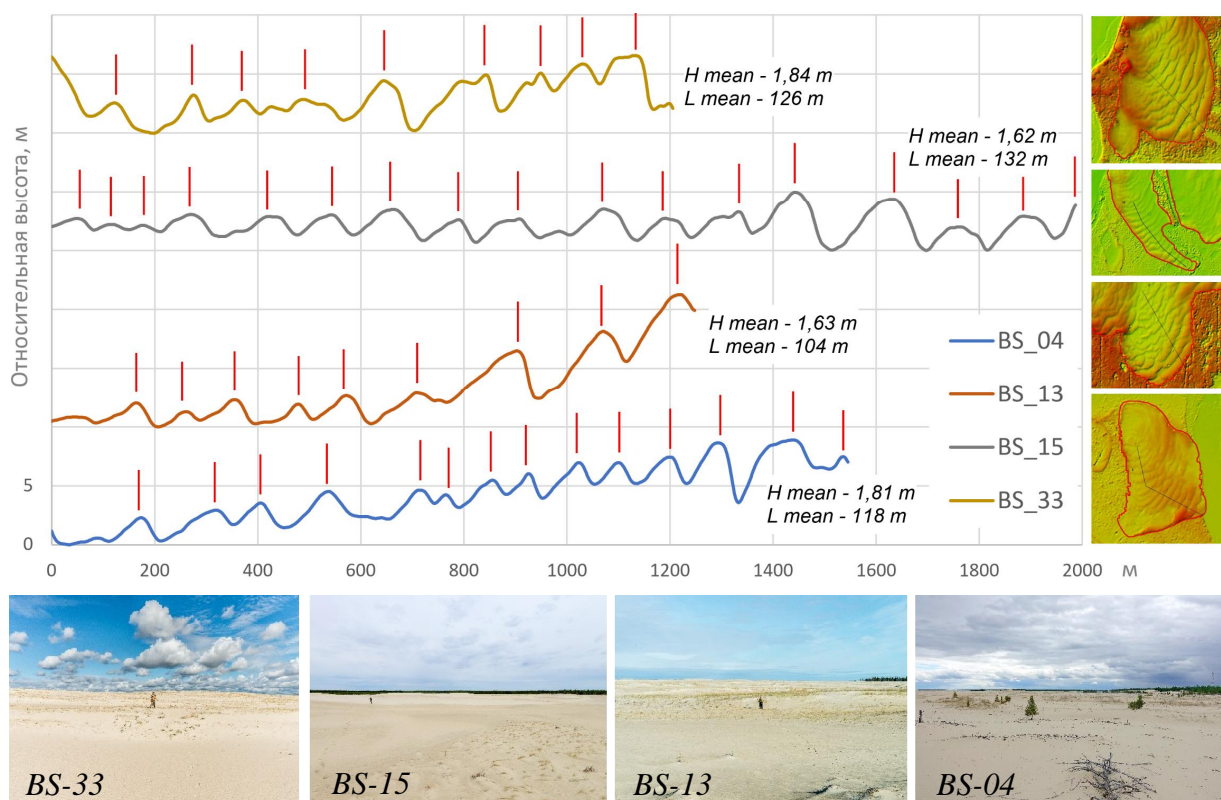 Относительная высота, м
H mean - 1,84 m
L mean - 126 m
H mean - 1,62 m
L mean - 132 m
H mean - 1,63 m
L mean - 104 m
BS_04
BS_13
BS_15
BS_33
H mean - 1,81 m
L mean - 118 m
5
0
0 200 400 600 800 1000 1200 1400 1600 1800 2000 м
BS-33 BS-15 BS-13 BS-04